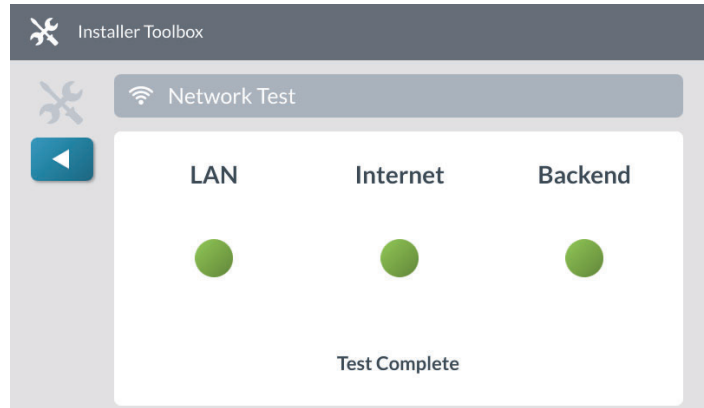 Installer Toolbox
Network Test
LAN Internet Backend
Test Complete